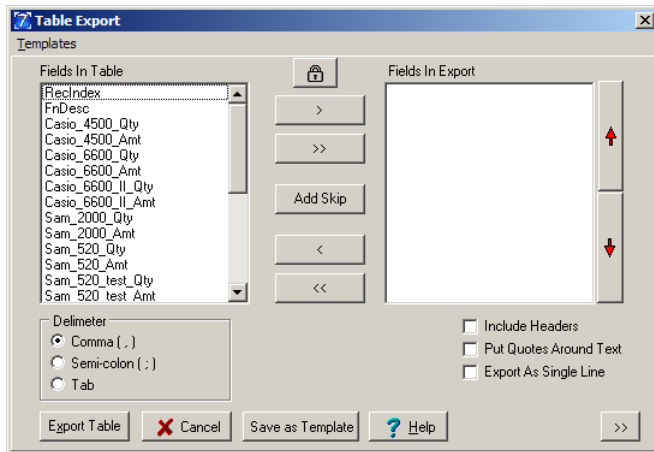 7 Table Export
Templates
Fields In Table
RecIndex
FnDesc
Casio_4500_Qty
Casio_4500_Amt
Casio_6600_Qty
Casio_6600_Amt
Casio_6600_II_Qty
Casio_6600_II_Amt
Sam_2000_Qty
Sam_2000_Amt
Sam_520_Qty
Sam_520_Amt
Sam_520_test_Qty
Sam_520_test_Amt
>
>>
Add Skip
<
<<
Fields In Export
Delimeter
Comma ( , )
Semi-colon ( ; )
Tab
Include Headers
Put Quotes Around Text
Export As Single Line
Export Table
Cancel
Save as Template
? Help
>>